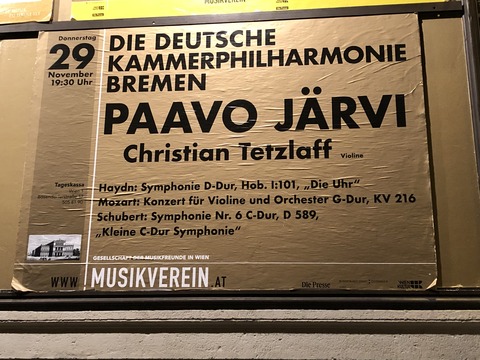 MUSIKVEREIN
Donnerstag
29
November
19:30 Uhr
DIE DEUTSCHE
KAMMERPHILHARMONIE
BREMEN
PAAVO JÄRVI
Christian Tetzlaff Violine
Haydn: Symphonie D-Dur, Hob. I:101, „Die Uhr"
Mozart: Konzert für Violine und Orchester G-Dur, KV 216
Schubert: Symphonie Nr. 6 C-Dur, D 589,
„Kleine C-Dur Symphonie"
Tageskassa
GESELLSCHAFT DER MUSIKFREUNDE IN WIEN
WWW.MUSIKVEREIN.AT
Die Presse